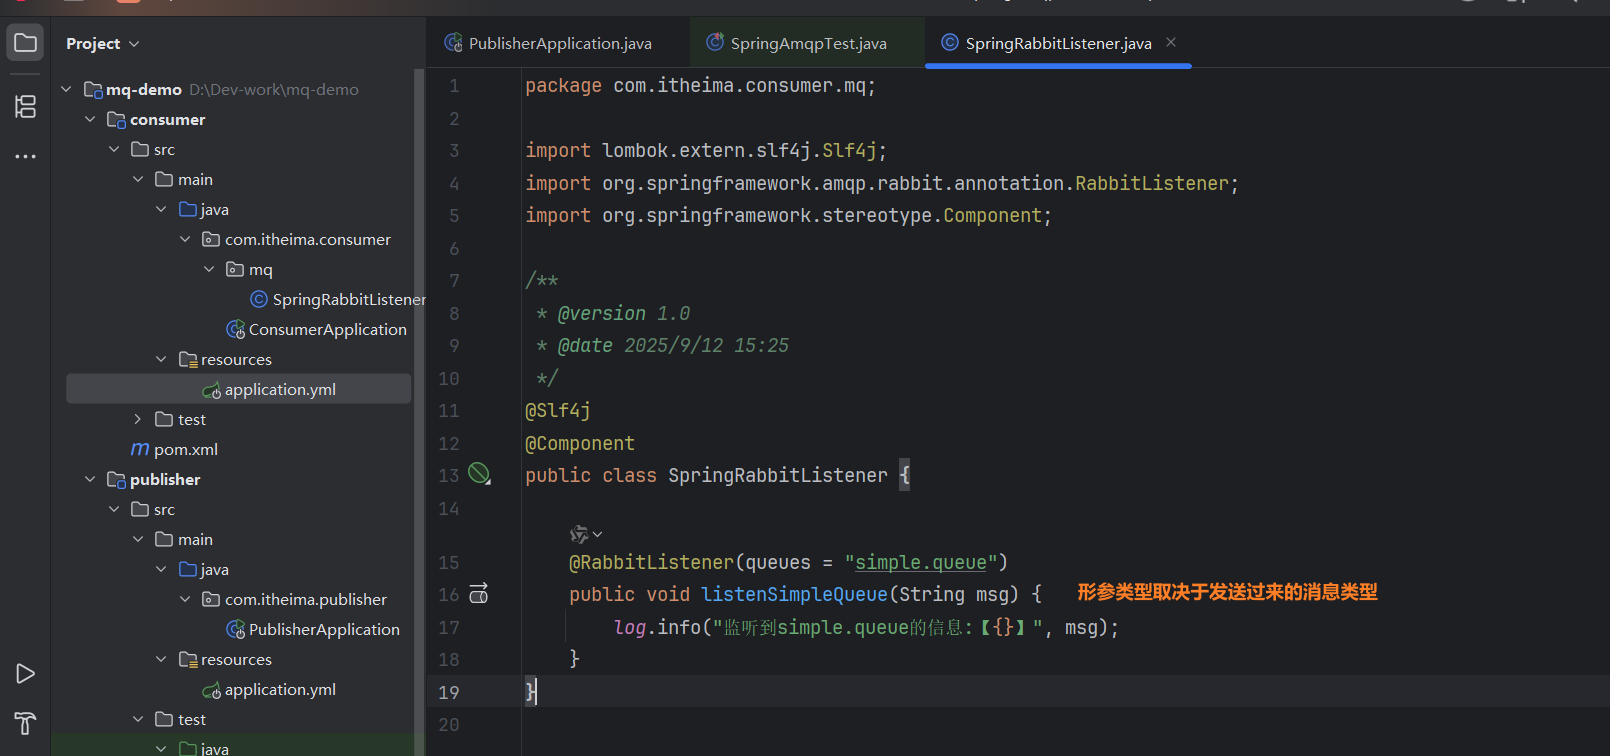 Project
PublisherApplication.java
SpringAmqpTest.java
SpringRabbitListener.java
mq-demo D:\Dev-work\mq-demo
consumer
src
main
java
com.itheima.consumer
mq
SpringRabbitListener
ConsumerApplication
resources
application.yml
test
pom.xml
publisher
src
main
java
com.itheima.publisher
PublisherApplication
resources
application.yml
test
java
1 package com.itheima.consumer.mq;
2
3 import lombok.extern.slf4j.Slf4j;
4 import org.springframework.amqp.rabbit.annotation.RabbitListener;
5 import org.springframework.stereotype.Component;
6
7 /**
8 * @version 1.0
9 * @date 2025/9/12 15:25
10 */
11 @Slf4j
12 @Component
13 public class SpringRabbitListener {
14
15 @RabbitListener(queues = "simple.queue")
16 public void listenSimpleQueue(String msg) { 形参类型取决于发送过来的消息类型
17 log.info("监听到simple.queue的信息:【{}】", msg);
18 }
19 }
20